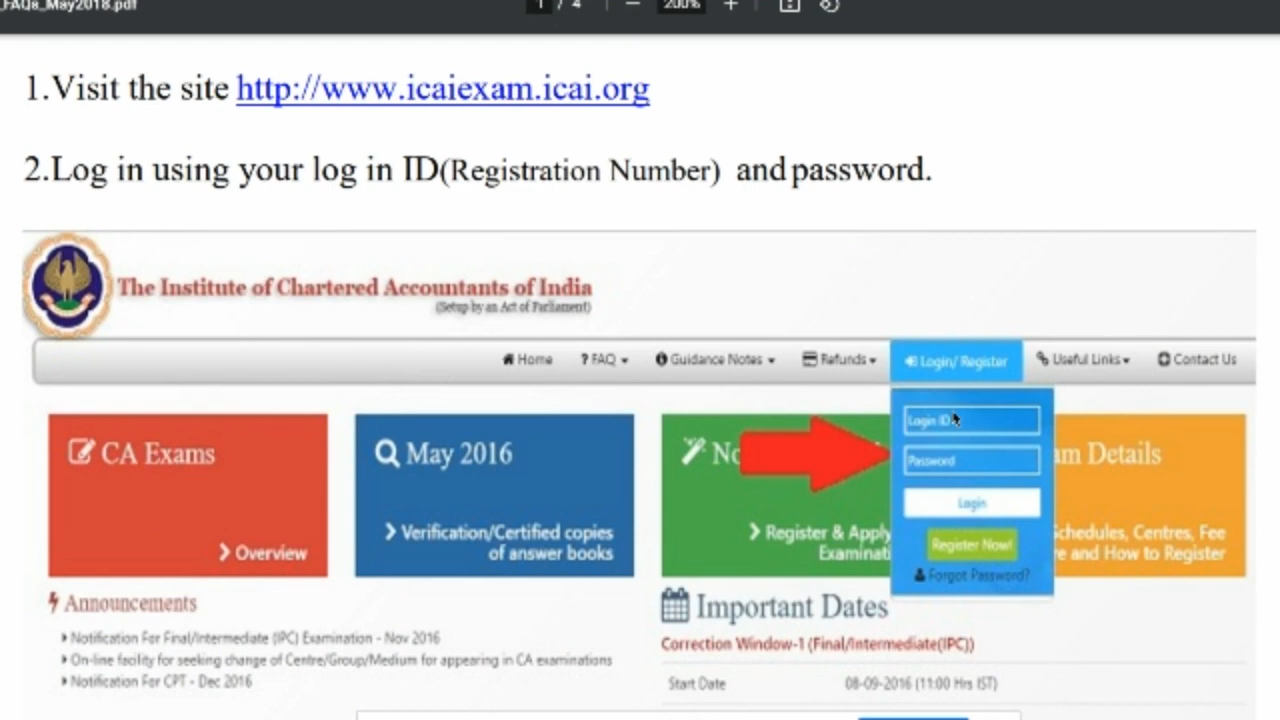 _FAQs_May2018.pdf
1 / 4
200%
1.Visit the site http://www.icaiexam.icai.org
2.Log in using your log in ID(Registration Number) and password.
The Institute of Chartered Accountants of India
(Setup by an Act of Parliament)
Home ? FAQ Guidance Notes Refunds Login/ Register Useful Links Contact Us
Login ID
Password
Login
Register Now!
Forgot Password?
CA Exams
Overview
May 2016
Verification/Certified copies
of answer books
Register & Apply
Details
Fee
and How to Register
Announcements
Notification For Final/Intermediate (IPC) Examination - Nov 2016
On-line facility for seeking change of Centre/Group/Medium for appearing in CA examinations
Notification For CPT - Dec 2016
Important Dates
Correction Window-1 (Final/Intermediate(IPC))
Start Date 08-09-2016 (11:00 Hrs IST)